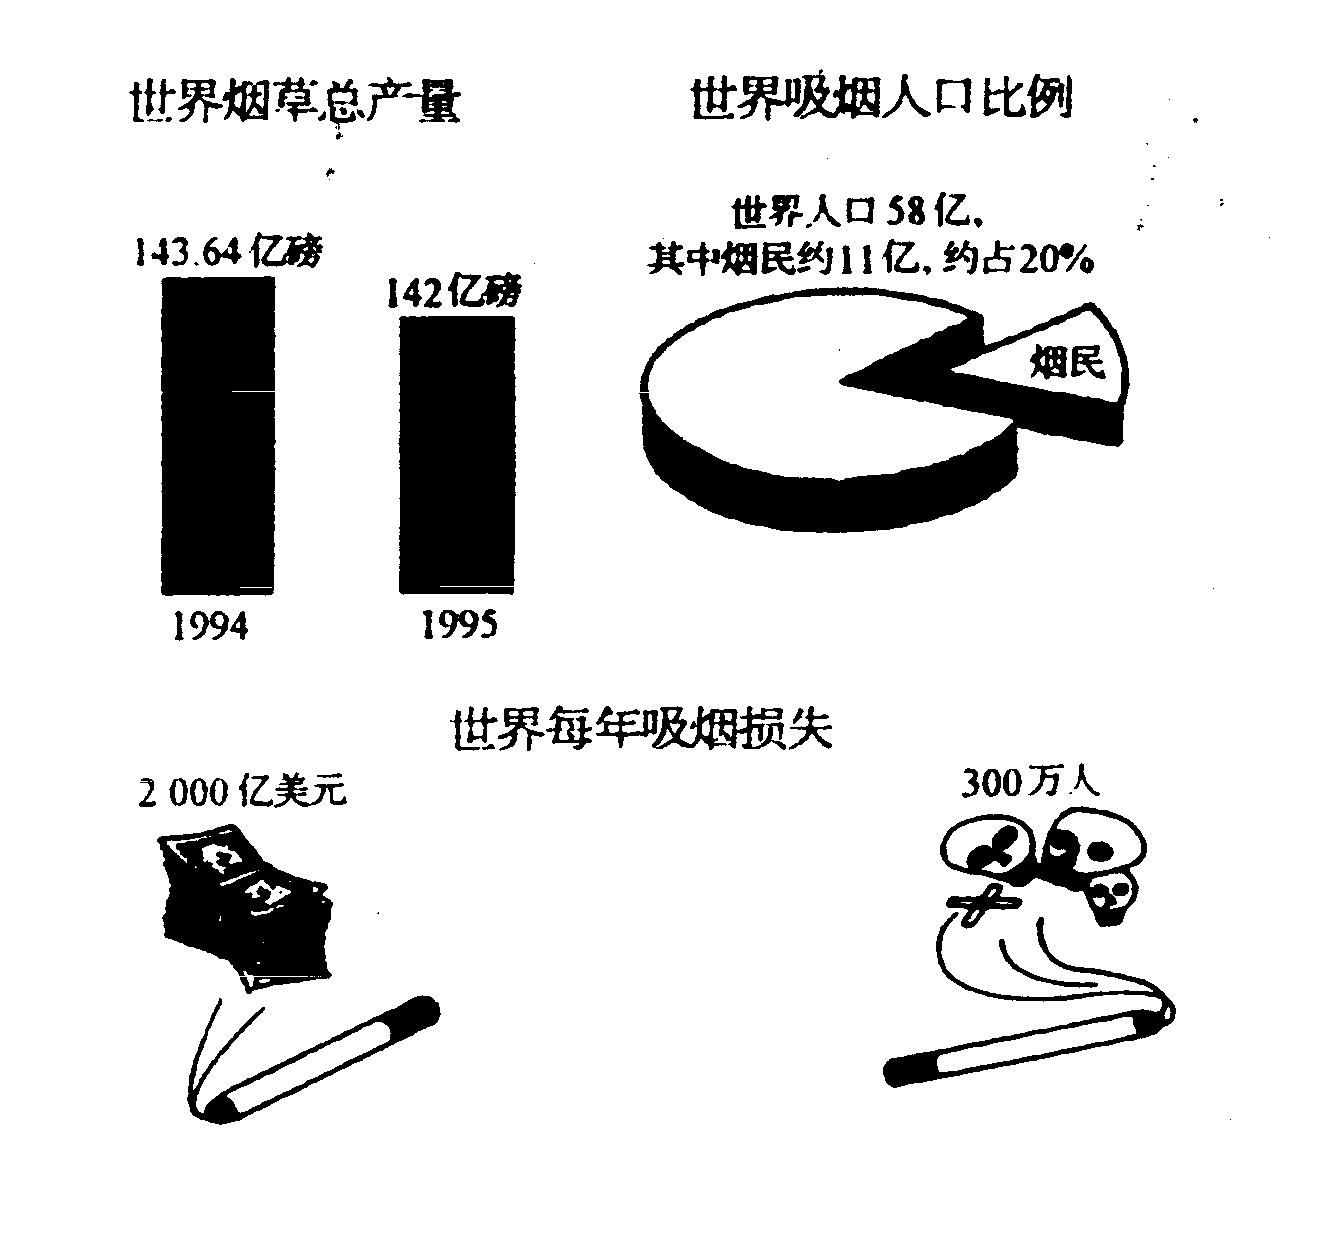 世界烟草总产量
世界吸烟人口比例
世界人口58亿,
其中烟民约11亿,约占20%
143.64亿磅
142亿磅
烟民
1994
1995
世界每年吸烟损失
2 000亿美元
300万人